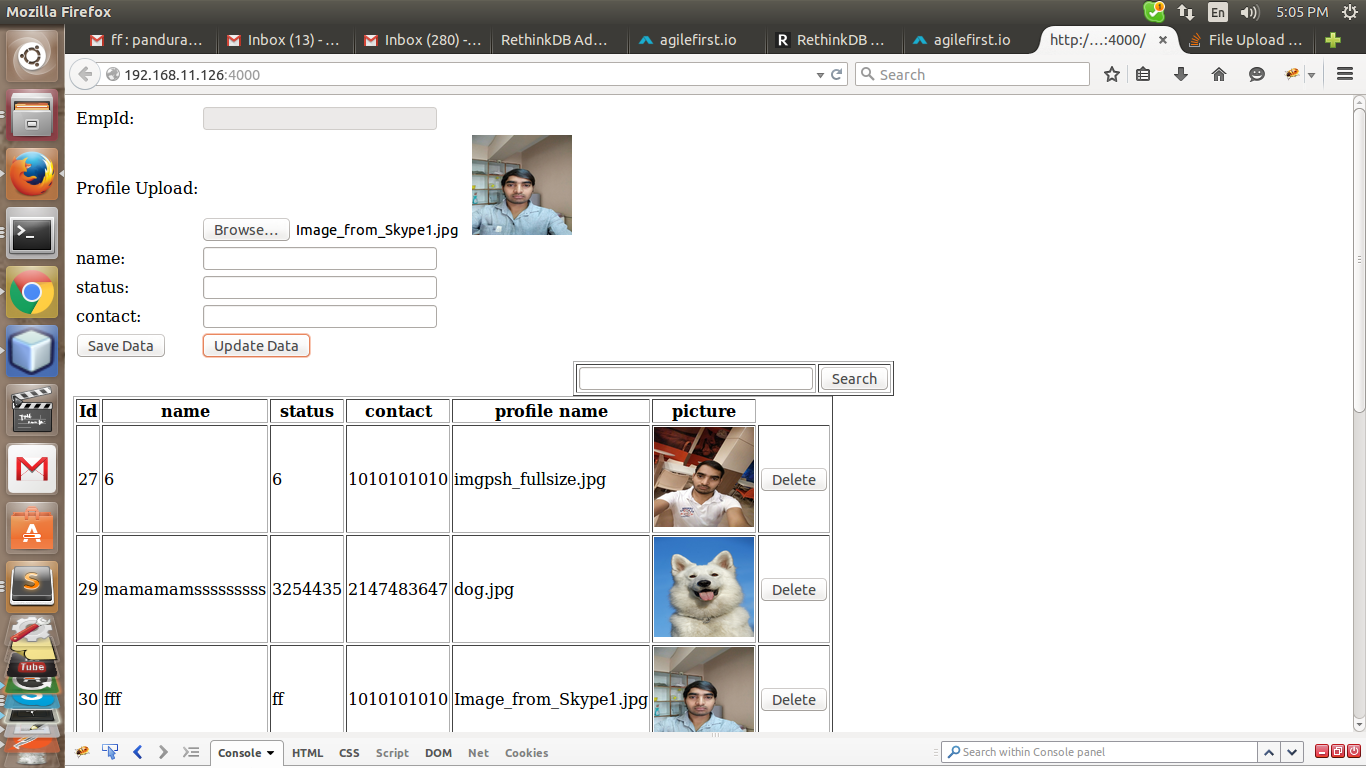 Mozilla Firefox
En
5:05 PM
ff : pandura...
Inbox (13) - ...
Inbox (280) -...
RethinkDB Ad...
agilefirst.io
RethinkDB ...
agilefirst.io
http:/...:4000/
File Upload ...
192.168.11.126:4000
Search
EmpId:
Profile Upload:
Browse... Image_from_Skype1.jpg
name:
status:
contact:
Save Data Update Data
Search
Id name status contact profile name picture
27 6 6 1010101010 imgpsh_fullsize.jpg Delete
29 mamamamsssssssss 3254435 2147483647 dog.jpg Delete
30 fff ff 1010101010 Image_from_Skype1.jpg Delete
Tube
Console HTML CSS Script DOM Net Cookies
Search within Console panel